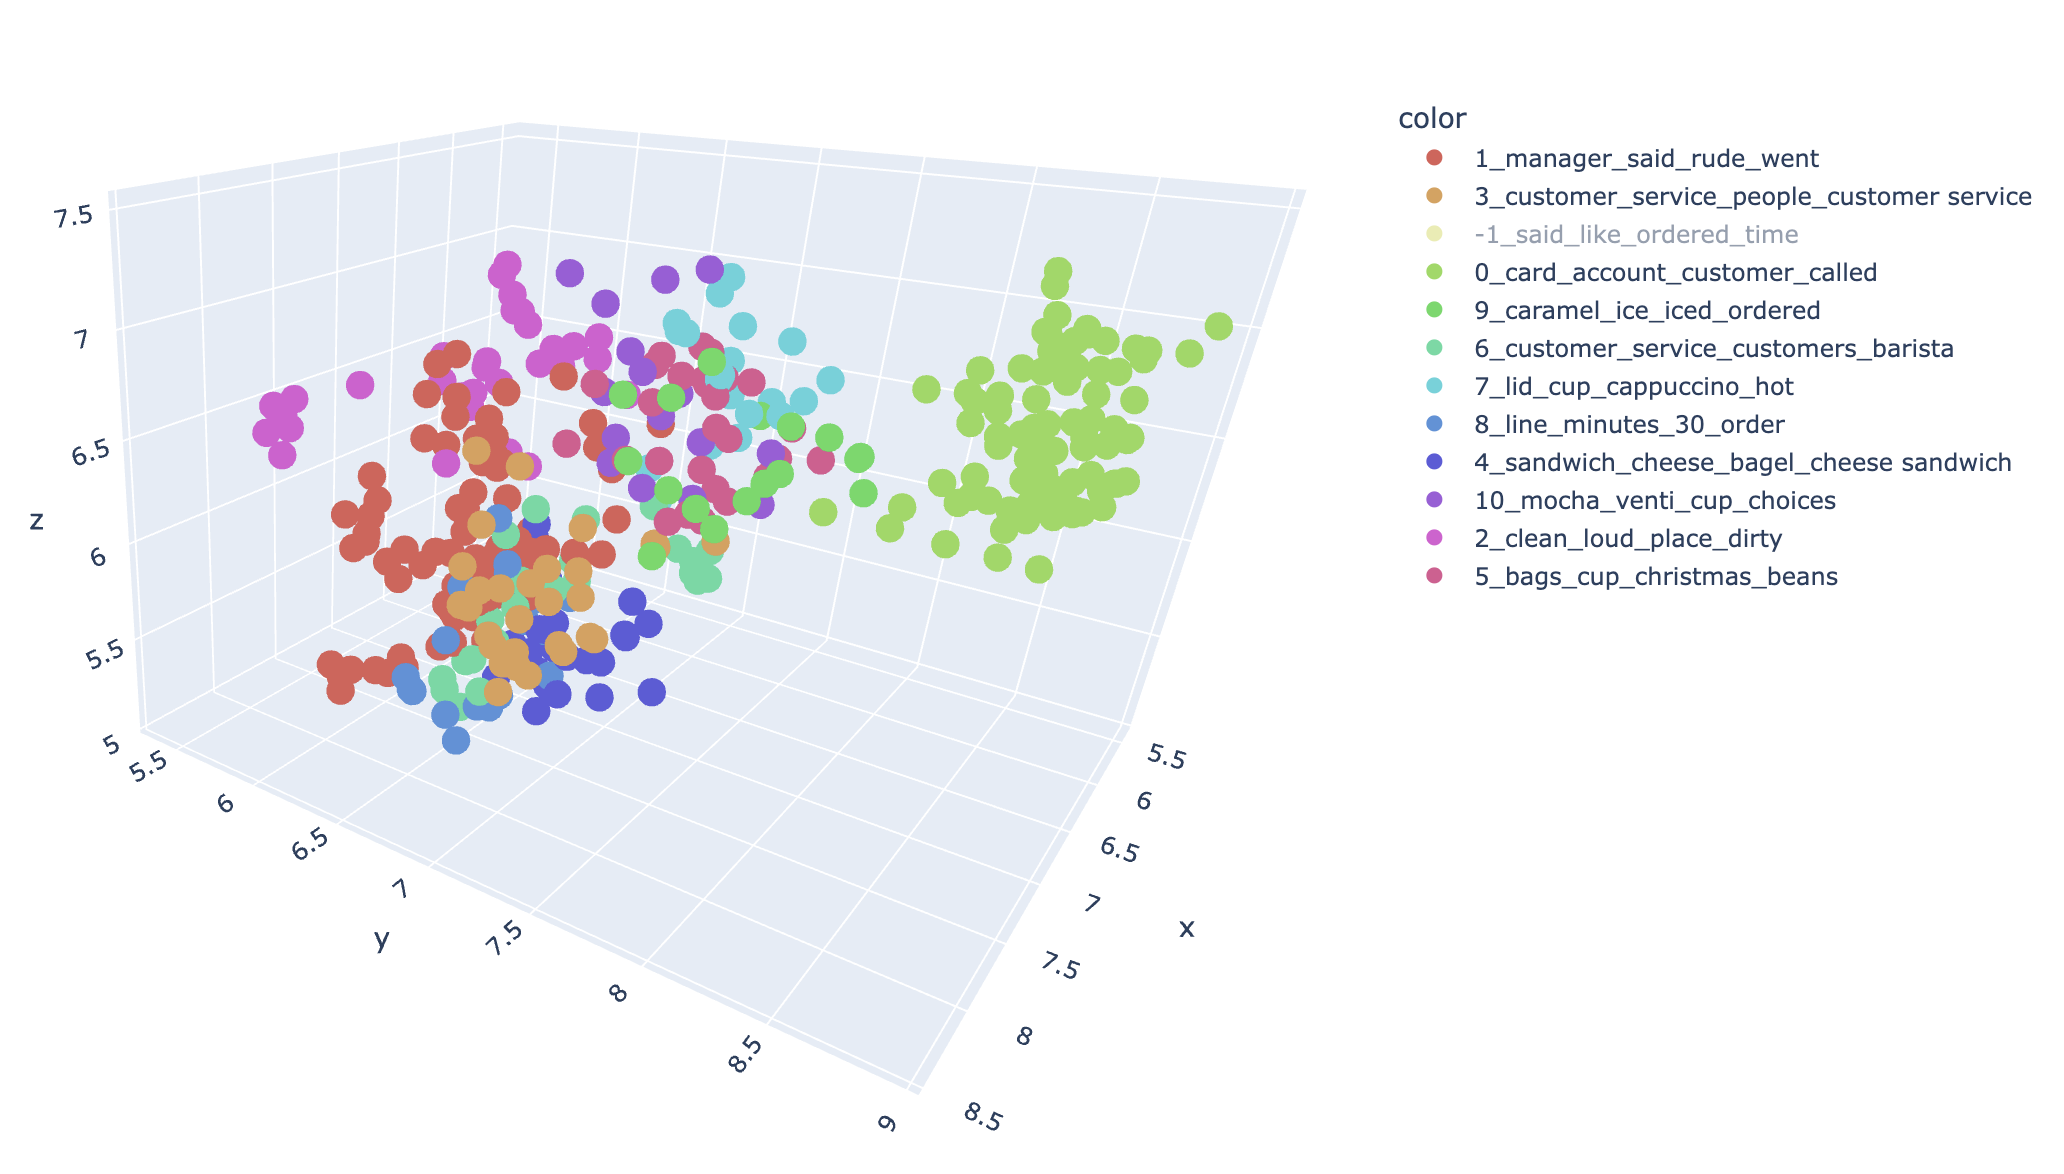 color
1_manager_said_rude_went
3_customer_service_people_customer service
-1_said_like_ordered_time
0_card_account_customer_called
9_caramel_ice_iced_ordered
6_customer_service_customers_barista
7_lid_cup_cappuccino_hot
8_line_minutes_30_order
4_sandwich_cheese_bagel_cheese sandwich
10_mocha_venti_cup_choices
2_clean_loud_place_dirty
5_bags_cup_christmas_beans
7.5
7
6.5
z
6
5.5
5
5.5
6
6.5
7
y
7.5
8
8.5
9
5.5
6
6.5
7
x
7.5
8
8.5